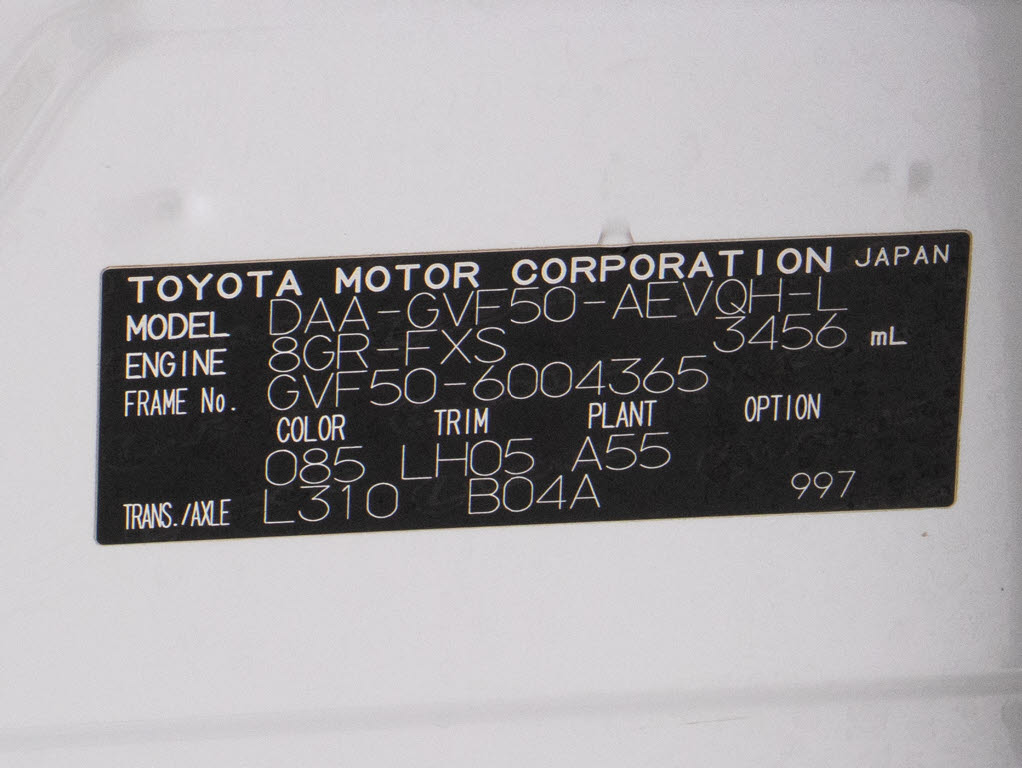 TOYOTA MOTOR CORPORATION JAPAN
MODEL DAA-GVF50-AEVQH-L
ENGINE 8GR-FXS 3456 mL
FRAME No. GVF50-6004365
COLOR TRIM PLANT OPTION
085 LH05 A55
TRANS./AXLE L310 B04A 997